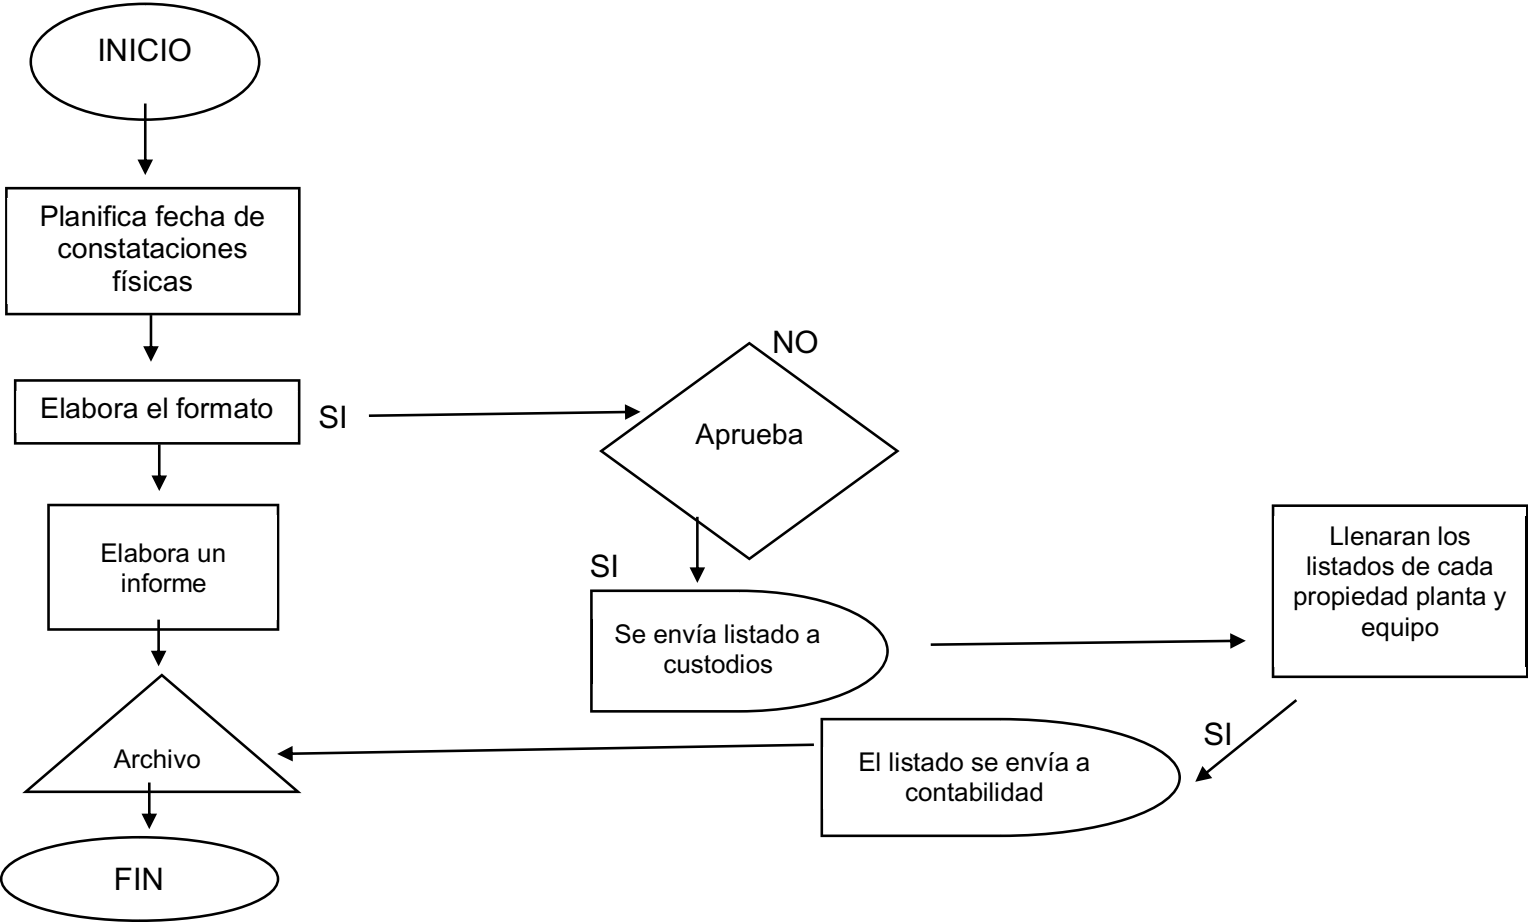 INICIO
Planifica fecha de
constataciones
físicas
NO
Elabora el formato
SI
Aprueba
Elabora un
informe
SI
Se envía listado a
custodios
Llenaran los
listados de cada
propiedad planta y
equipo
SI
El listado se envía a
contabilidad
Archivo
FIN